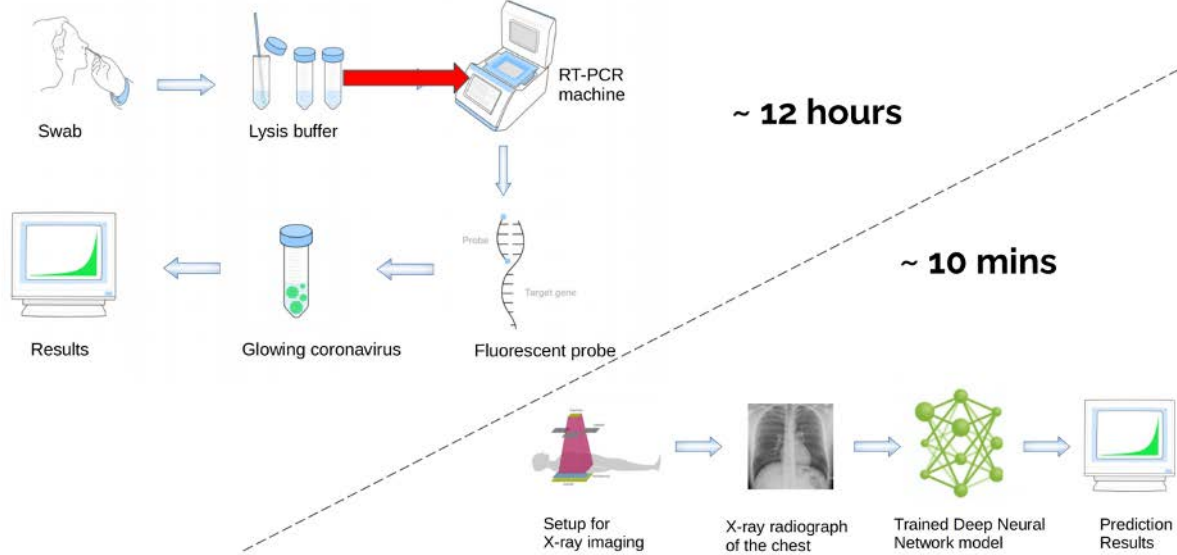 Swab
Lysis buffer
RT-PCR
machine
~ 12 hours
Results
Glowing coronavirus
Probe
Target gene
Fluorescent probe
~ 10 mins
Setup for
X-ray imaging
X-ray radiograph
of the chest
Trained Deep Neural
Network model
Prediction
Results